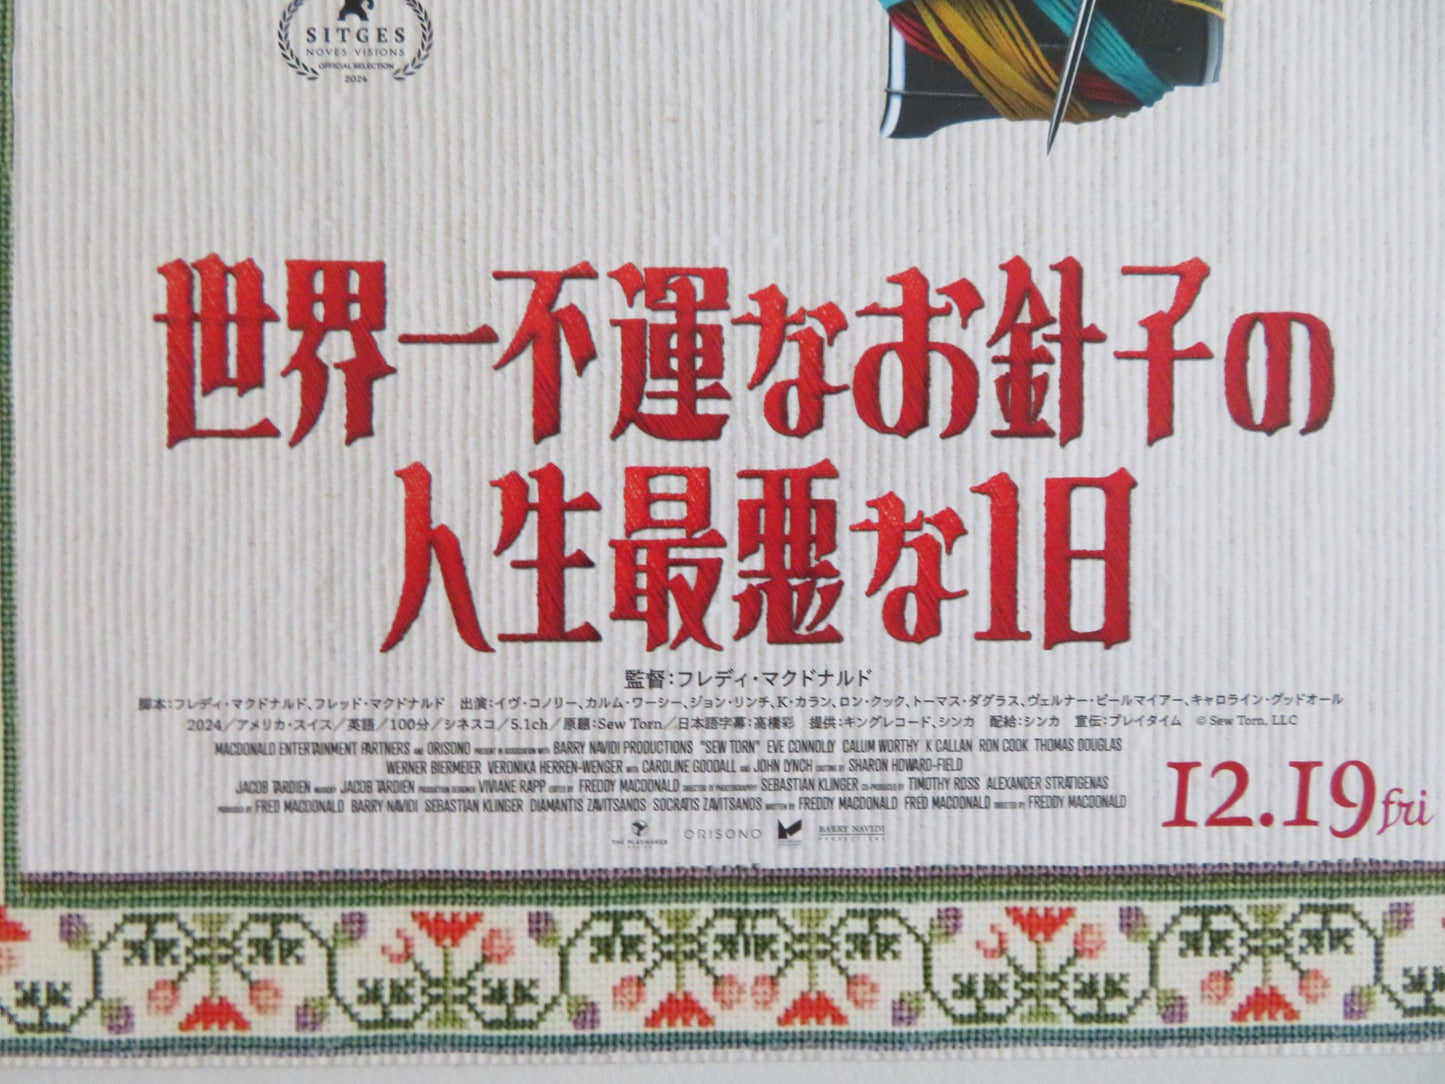 SITGES
NOVES VISIONS
OFFICIAL SELECTION
2024
世界一不運なお針子の
人生最悪な1日
監督：フレディ・マクドナルド
脚本：フレディ・マクドナルド、フレッド・マクドナルド　出演：イヴ・コノリー、カルム・ワーシー、ジョン・リンチ、K・カラン、ロン・クック、トーマス・ダグラス、ヴェルナー・ビールマイアー、キャロライン・グッドオール
2024／アメリカ・スイス／英語／100分／シネスコ／5.1ch／原題：Sew Torn／日本語字幕：高橋彩　提供：キングレコード、シンカ　配給：シンカ　宣伝：プレイタイム　© Sew Torn, LLC
MACDONALD ENTERTAINMENT PARTNERS AND ORISONO PRESENT IN ASSOCIATION WITH BARRY NAVIDI PRODUCTIONS "SEW TORN" EVE CONNOLLY CALUM WORTHY K CALLAN RON COOK THOMAS DOUGLAS
WERNER BIERMEIER VERONIKA HERREN-WENGER WITH CAROLINE GOODALL AND JOHN LYNCH CASTING BY SHARON HOWARD-FIELD
JACOB TARDIEN MUSIC BY JACOB TARDIEN PRODUCTION DESIGNER VIVIANE RAPP EDITED BY FREDDY MACDONALD DIRECTOR OF PHOTOGRAPHY SEBASTIAN KLINGER CO-PRODUCED BY TIMOTHY ROSS ALEXANDER STRATIGENAS
PRODUCED BY FRED MACDONALD BARRY NAVIDI SEBASTIAN KLINGER DIAMANTIS ZAVITSANOS SOCRATIS ZAVITSANOS WRITTEN BY FREDDY MACDONALD FRED MACDONALD DIRECTED BY FREDDY MACDONALD
12.19fri
THE PLAYMAKER
ORISONO
BARRY NAVIDI
PRODUCTIONS